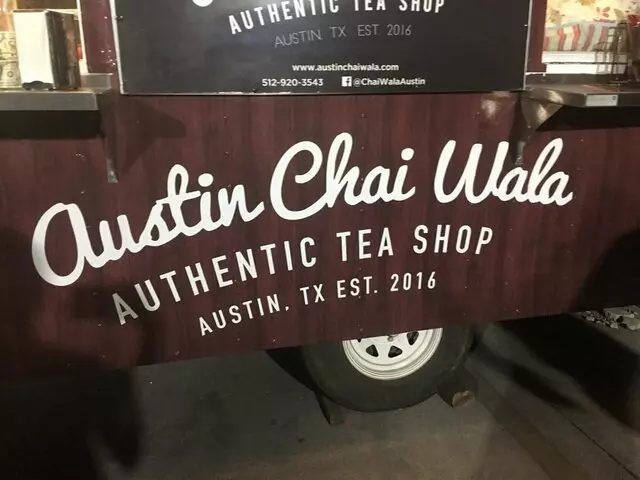 AUTHENTIC TEA SHOP
AUSTIN, TX EST. 2016
www.austinchaiwala.com
512-920-3543 @ChaiWalaAustin
Austin Chai Wala
AUTHENTIC TEA SHOP
AUSTIN, TX EST. 2016